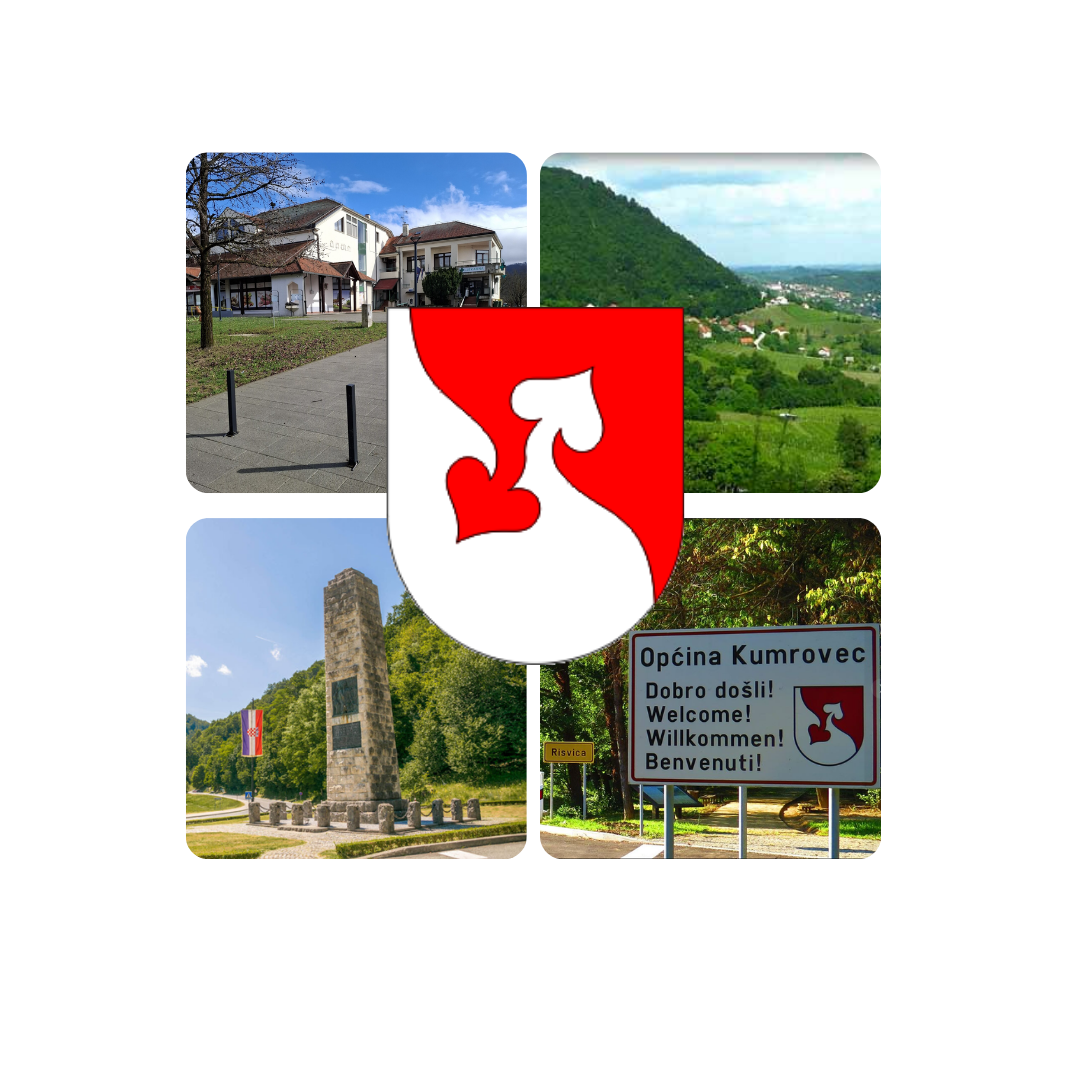 Općina Kumrovec
Dobro došli!
Welcome!
Willkommen!
Benvenuti!
Risvica